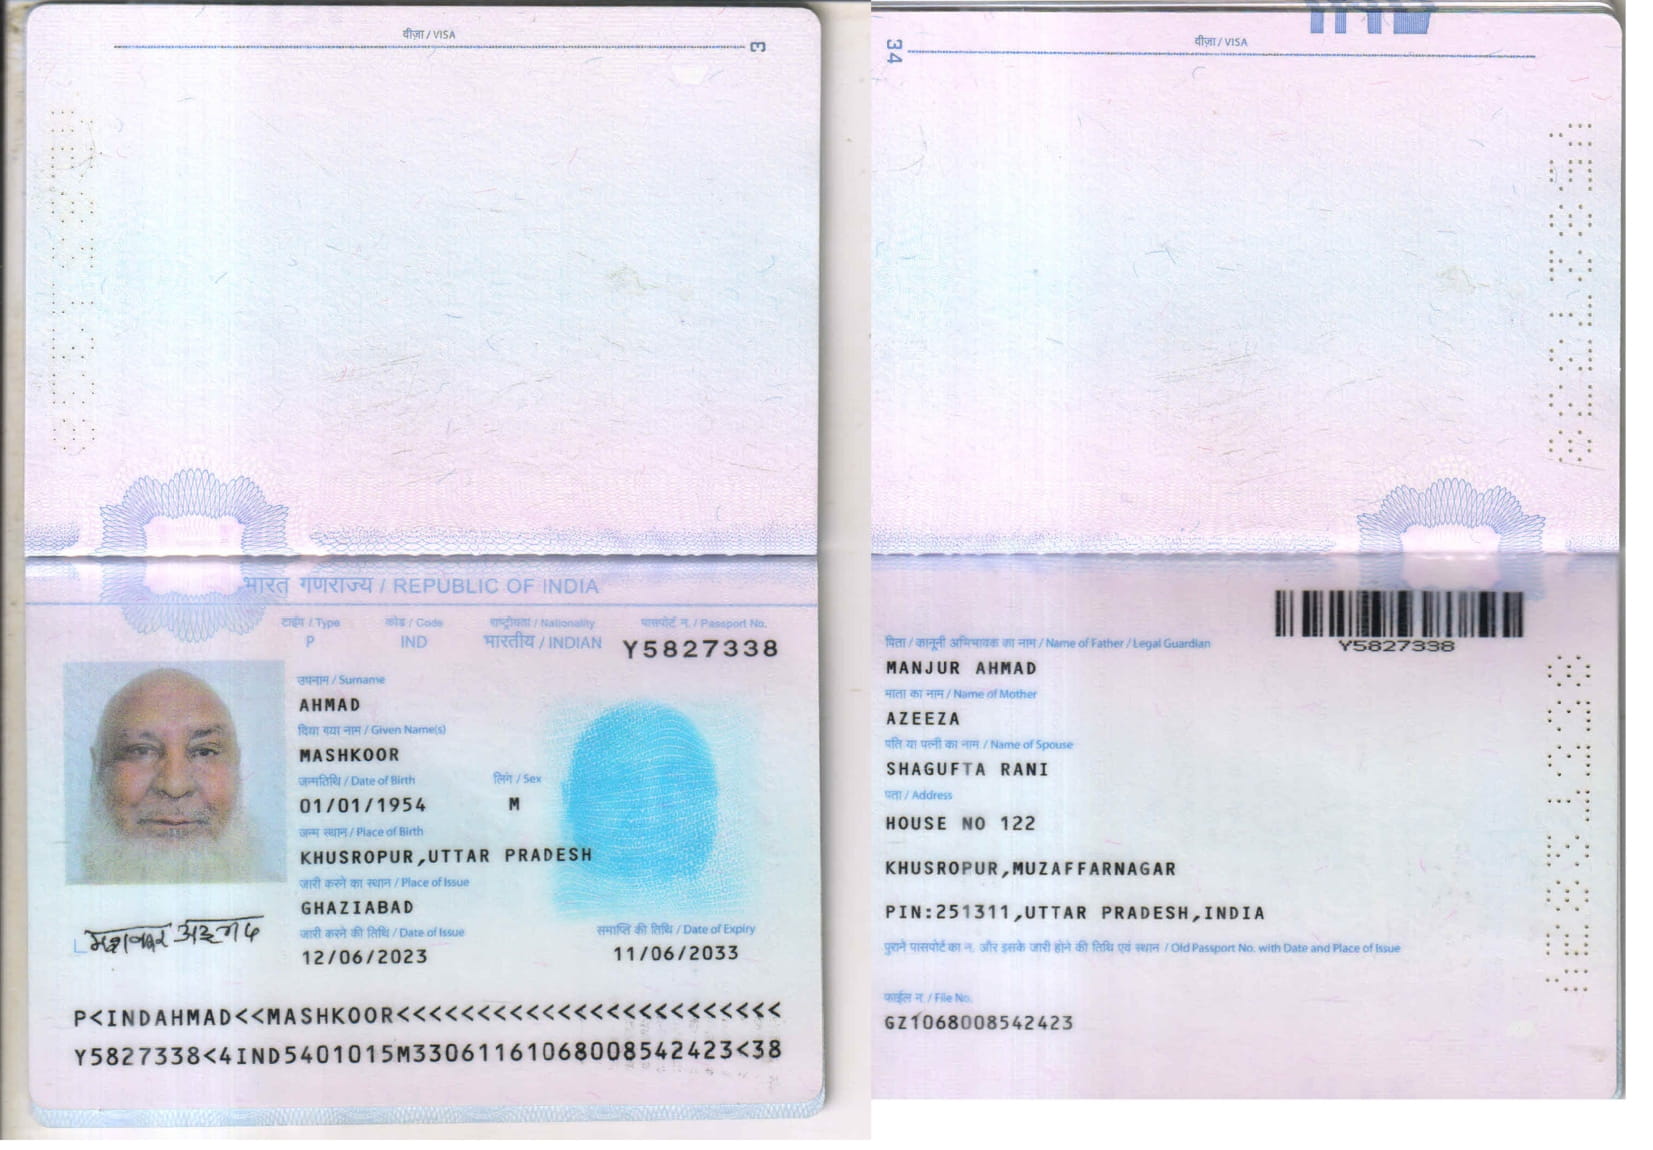 वीज़ा / VISA
3
भारत गणराज्य / REPUBLIC OF INDIA
टाईप / Type
कोड / Code
राष्ट्रीयता / Nationality
पासपोर्ट न. / Passport No.
P
IND
भारतीय / INDIAN
Y5827338
उपनाम / Surname
AHMAD
दिया गया नाम / Given Name(s)
MASHKOOR
जन्मतिथि / Date of Birth
लिंग / Sex
01/01/1954
M
जन्म स्थान / Place of Birth
KHUSROPUR,UTTAR PRADESH
जारी करने का स्थान / Place of Issue
GHAZIABAD
जारी करने की तिथि / Date of Issue
समाप्ति की तिथि / Date of Expiry
12/06/2023
11/06/2033
P<INDAHMAD<<MASHKOOR<<<<<<<<<<<<<<<<<<<<<<<<
Y5827338<4IND5401015M33061161068008542423<38
34
वीज़ा / VISA
Y5827338
पिता / कानूनी अभिभावक का नाम / Name of Father / Legal Guardian
MANJUR AHMAD
माता का नाम / Name of Mother
AZEEZA
पति या पत्नी का नाम / Name of Spouse
SHAGUFTA RANI
पता / Address
HOUSE NO 122
KHUSROPUR,MUZAFFARNAGAR
PIN:251311,UTTAR PRADESH,INDIA
पुराने पासपोर्ट का न. और इसके जारी होने की तिथि एवं स्थान / Old Passport No. with Date and Place of Issue
फाईल न. / File No.
GZ1068008542423